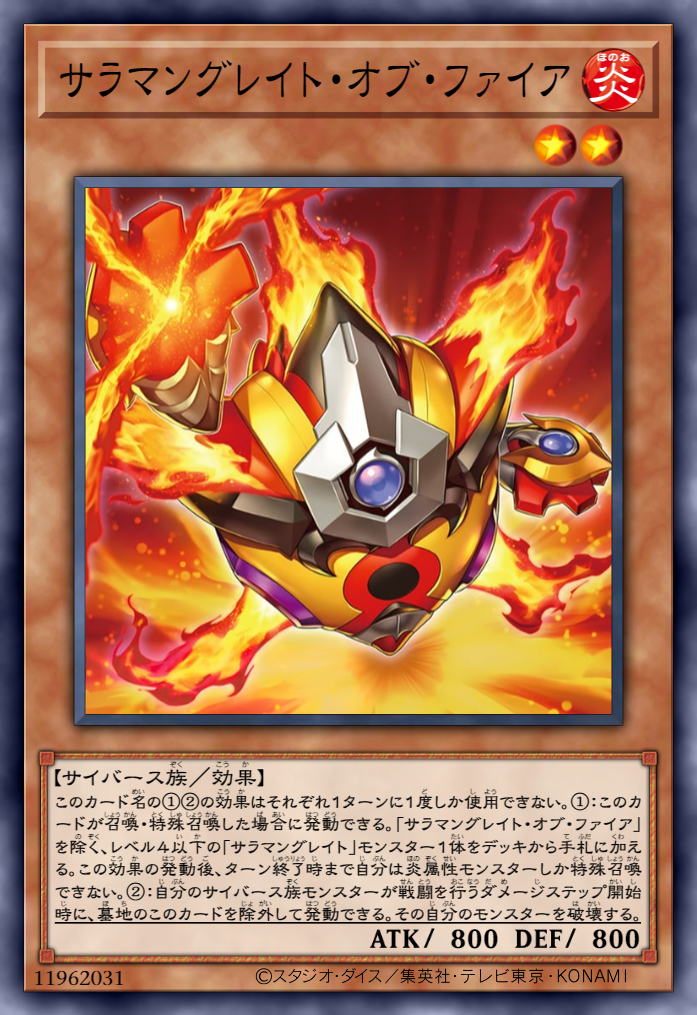 サラマングレイト・オブ・ファイア 炎
【サイバース族／効果】
このカード名の①②の効果はそれぞれ1ターンに1度しか使用できない。①：このカ
ードが召喚・特殊召喚した場合に発動できる。「サラマングレイト・オブ・ファイア」
を除く、レベル4以下の「サラマングレイト」モンスター1体をデッキから手札に加え
る。この効果の発動後、ターン終了時まで自分は炎属性モンスターしか特殊召喚
できない。②：自分のサイバース族モンスターが戦闘を行うダメージステップ開始
時に、墓地のこのカードを除外して発動できる。その自分のモンスターを破壊する。
ATK/ 800 DEF/ 800
11962031 ©スタジオ・ダイス／集英社・テレビ東京・KONAMI